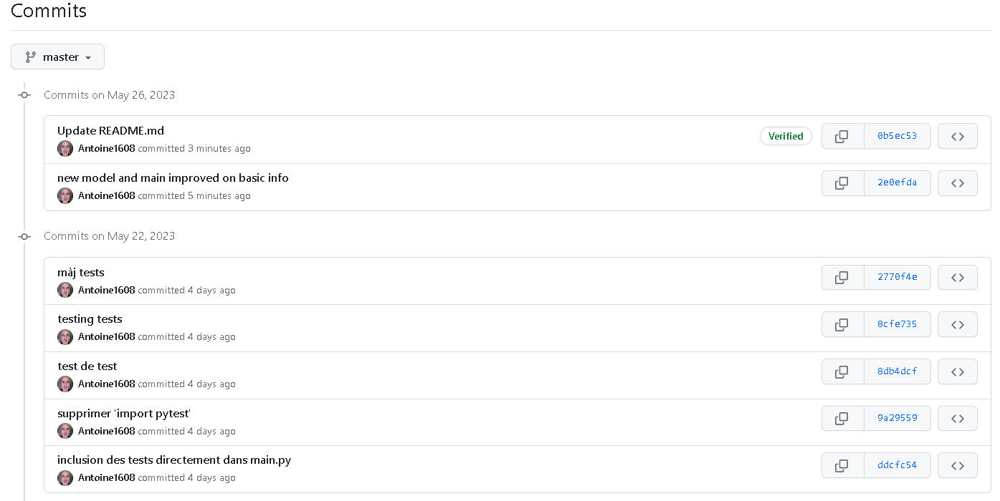 Commits
master
Commits on May 26, 2023
Update README.md
Verified
0b5ec53
Antoine1608 committed 3 minutes ago
new model and main improved on basic info
2e0efda
Antoine1608 committed 5 minutes ago
Commits on May 22, 2023
màj tests
2770f4e
Antoine1608 committed 4 days ago
testing tests
8cfe735
Antoine1608 committed 4 days ago
test de test
8db4dcf
Antoine1608 committed 4 days ago
supprimer 'import pytest'
9a29559
Antoine1608 committed 4 days ago
inclusion des tests directement dans main.py
ddcfc54
Antoine1608 committed 4 days ago